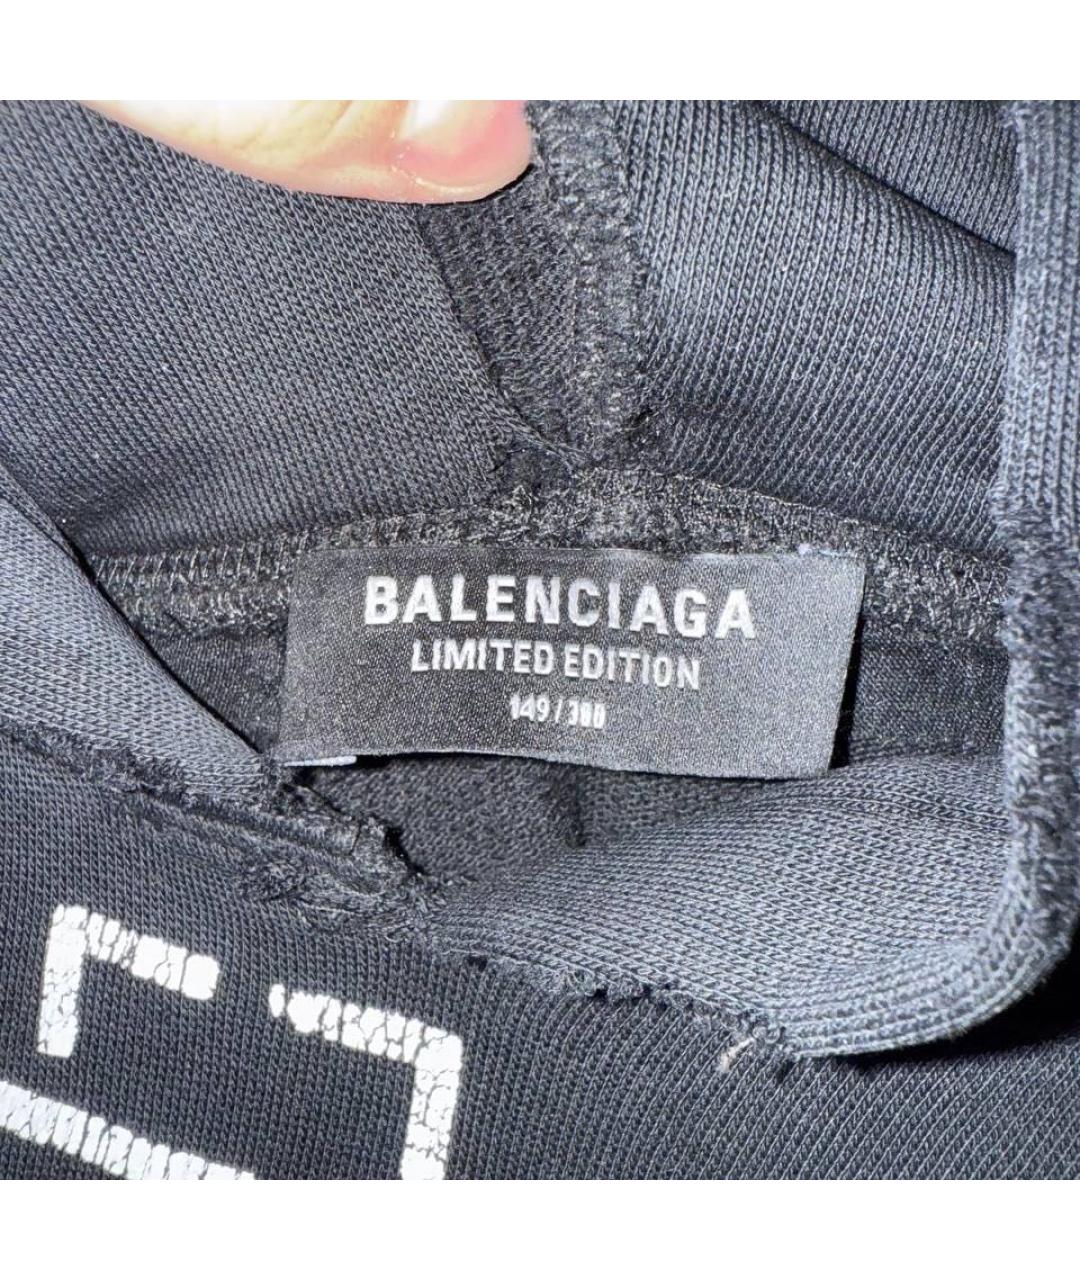 BALENCIAGA
LIMITED EDITION
149/300